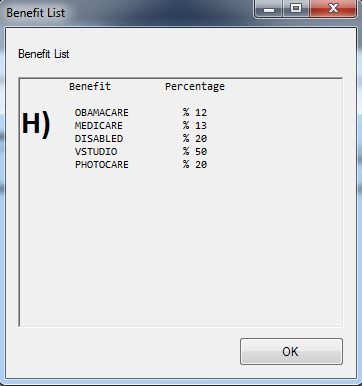 Benefit List
Benefit List
Benefit Percentage
H)
OBAMACARE % 12
MEDICARE % 13
DISABLED % 20
VSTUDIO % 50
PHOTOCARE % 20
OK